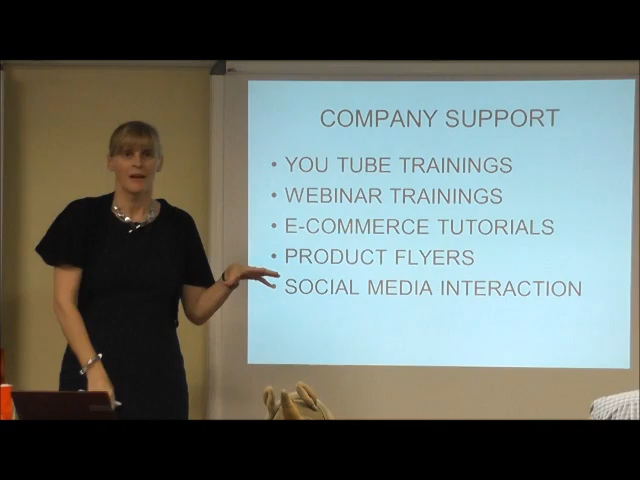 COMPANY SUPPORT
• YOU TUBE TRAININGS
• WEBINAR TRAININGS
• E-COMMERCE TUTORIALS
• PRODUCT FLYERS
SOCIAL MEDIA INTERACTION